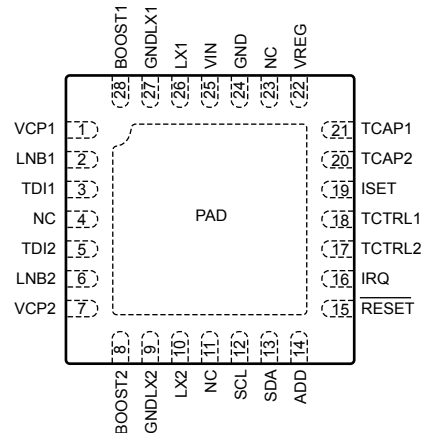 BOOST1
GNDLX1
LX1
VIN
GND
NC
VREG
28
27
26
25
24
23
22
VCP1 1
LNB1 2
TDI1 3
NC 4
TDI2 5
LNB2 6
VCP2 7
PAD
21 TCAP1
20 TCAP2
19 ISET
18 TCTRL1
17 TCTRL2
16 IRQ
15 RESET
8
9
10
11
12
13
14
BOOST2
GNDLX2
LX2
NC
SCL
SDA
ADD